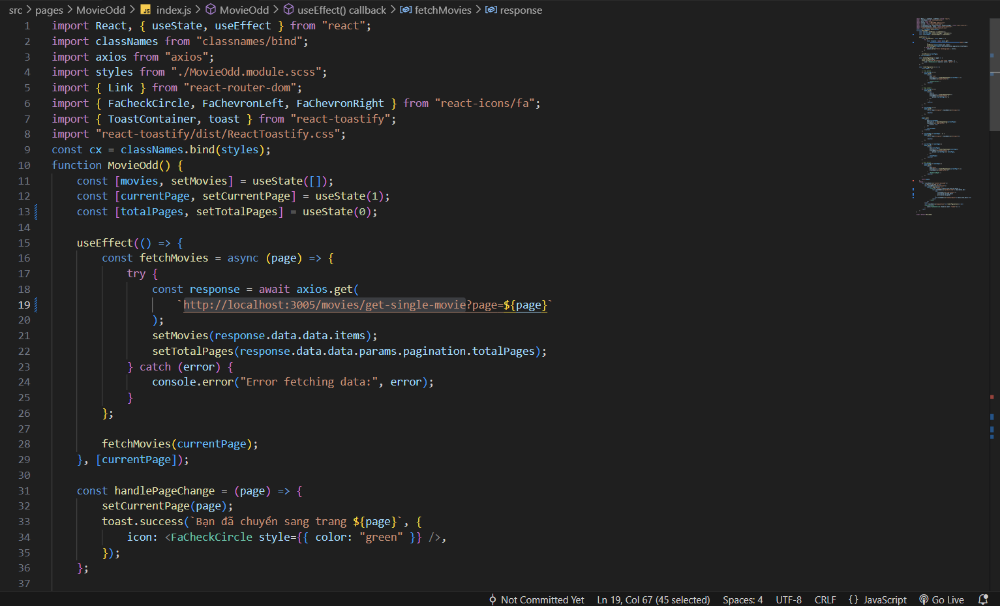 src > pages > MovieOdd > JS index.js > MovieOdd > useEffect() callback > fetchMovies > response
1 import React, { useState, useEffect } from "react";
2 import classNames from "classnames/bind";
3 import axios from "axios";
4 import styles from "./MovieOdd.module.scss";
5 import { Link } from "react-router-dom";
6 import { FaCheckCircle, FaChevronLeft, FaChevronRight } from "react-icons/fa";
7 import { ToastContainer, toast } from "react-toastify";
8 import "react-toastify/dist/ReactToastify.css";
9 const cx = classNames.bind(styles);
10 function MovieOdd() {
11     const [movies, setMovies] = useState([]);
12     const [currentPage, setCurrentPage] = useState(1);
13     const [totalPages, setTotalPages] = useState(0);
14
15     useEffect(() => {
16         const fetchMovies = async (page) => {
17             try {
18                 const response = await axios.get(
19                     `http://localhost:3005/movies/get-single-movie?page=${page}`
20                 );
21                 setMovies(response.data.data.items);
22                 setTotalPages(response.data.data.params.pagination.totalPages);
23             } catch (error) {
24                 console.error("Error fetching data:", error);
25             }
26         };
27
28         fetchMovies(currentPage);
29     }, [currentPage]);
30
31     const handlePageChange = (page) => {
32         setCurrentPage(page);
33         toast.success(`Bạn đã chuyển sang trang ${page}`, {
34             icon: <FaCheckCircle style={{ color: "green" }} />,
35         });
36     };
37
Not Committed Yet Ln 19, Col 67 (45 selected) Spaces: 4 UTF-8 CRLF {} JavaScript Go Live